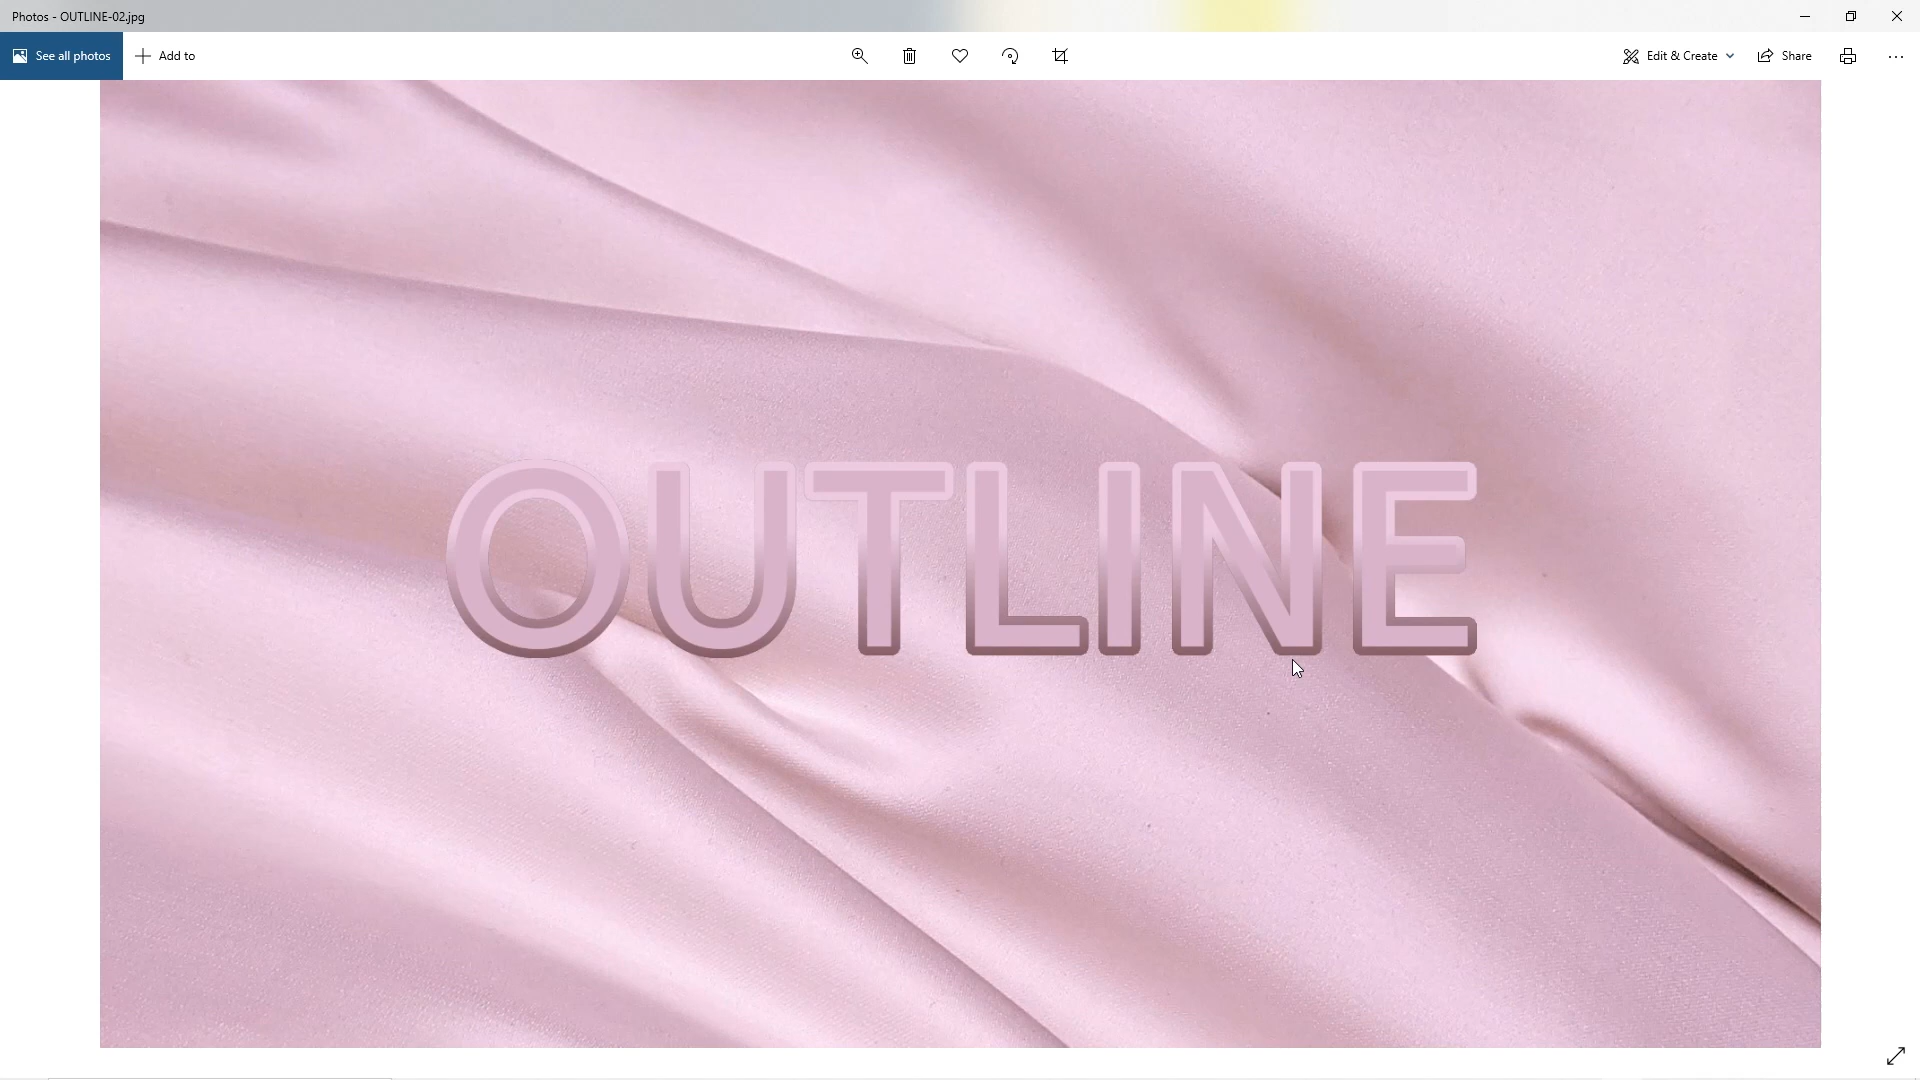 Photos - OUTLINE-02.jpg
See all photos
Add to
Edit & Create
Share
OUTLINE